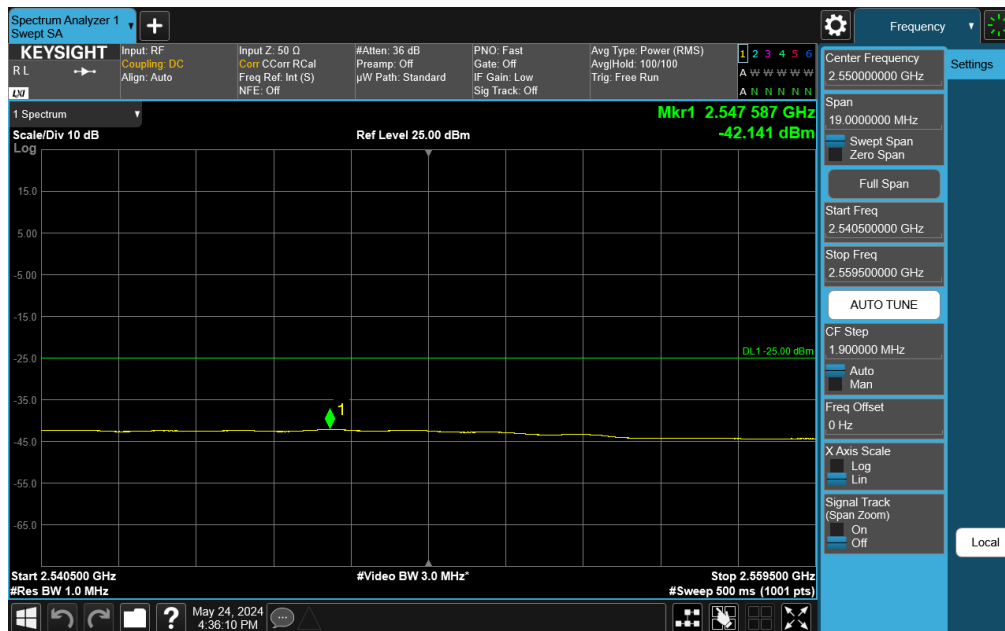 Spectrum Analyzer 1
Swept SA
Frequency
KEYSIGHT
R L
LXI
Input: RF
Coupling: DC
Align: Auto
Input Z: 50 Ω
Corr CCorr RCal
Freq Ref: Int (S)
NFE: Off
#Atten: 36 dB
Preamp: Off
µW Path: Standard
PNO: Fast
Gate: Off
IF Gain: Low
Sig Track: Off
Avg Type: Power (RMS)
Avg|Hold: 100/100
Trig: Free Run
1 2 3 4 5 6
A W W W W W
A N N N N N
1 Spectrum
Mkr1 2.547 587 GHz
Scale/Div 10 dB
Ref Level 25.00 dBm
-42.141 dBm
Log
15.0
5.00
-5.00
-15.0
-25.0
DL1 -25.00 dBm
-35.0
1
-45.0
-55.0
-65.0
Start 2.540500 GHz
#Video BW 3.0 MHz*
Stop 2.559500 GHz
#Res BW 1.0 MHz
#Sweep 500 ms (1001 pts)
?
May 24, 2024
4:36:10 PM
Center Frequency
2.550000000 GHz
Settings
Span
19.0000000 MHz
Swept Span
Zero Span
Full Span
Start Freq
2.540500000 GHz
Stop Freq
2.559500000 GHz
AUTO TUNE
CF Step
1.900000 MHz
Auto
Man
Freq Offset
0 Hz
X Axis Scale
Log
Lin
Signal Track
(Span Zoom)
On
Off
Local